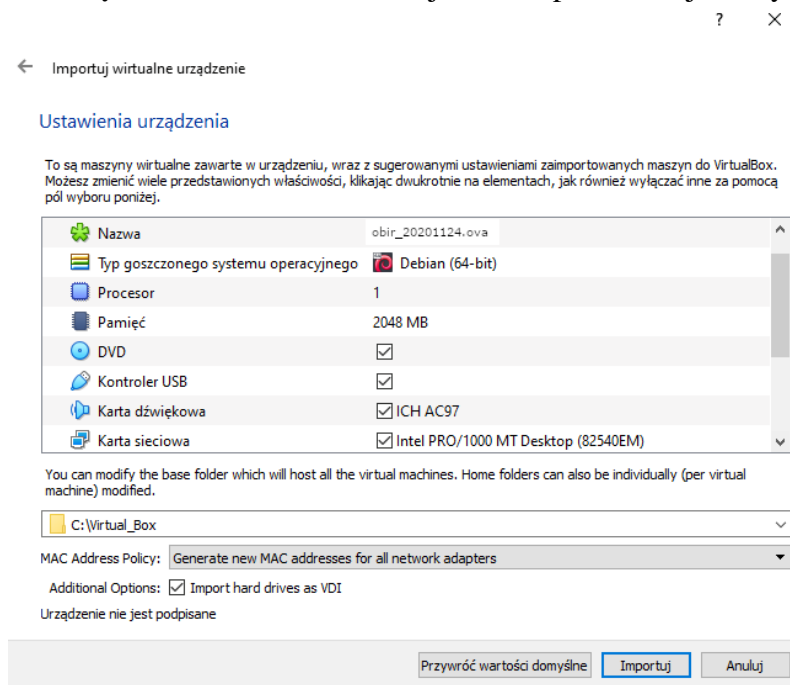 ?
Importuj wirtualne urządzenie
Ustawienia urządzenia
To są maszyny wirtualne zawarte w urządzeniu, wraz z sugerowanymi ustawieniami zaimportowanych maszyn do VirtualBox.
Możesz zmienić wiele przedstawionych właściwości, klikając dwukrotnie na elementach, jak również wyłączać inne za pomocą
pól wyboru poniżej.
Nazwa obir_20201124.ova
Typ goszczonego systemu operacyjnego Debian (64-bit)
Procesor 1
Pamięć 2048 MB
DVD
Kontroler USB
Karta dźwiękowa ICH AC97
Karta sieciowa Intel PRO/1000 MT Desktop (82540EM)
You can modify the base folder which will host all the virtual machines. Home folders can also be individually (per virtual
machine) modified.
C:\Virtual_Box
MAC Address Policy: Generate new MAC addresses for all network adapters
Additional Options: Import hard drives as VDI
Urządzenie nie jest podpisane
Przywróć wartości domyślne Importuj Anuluj